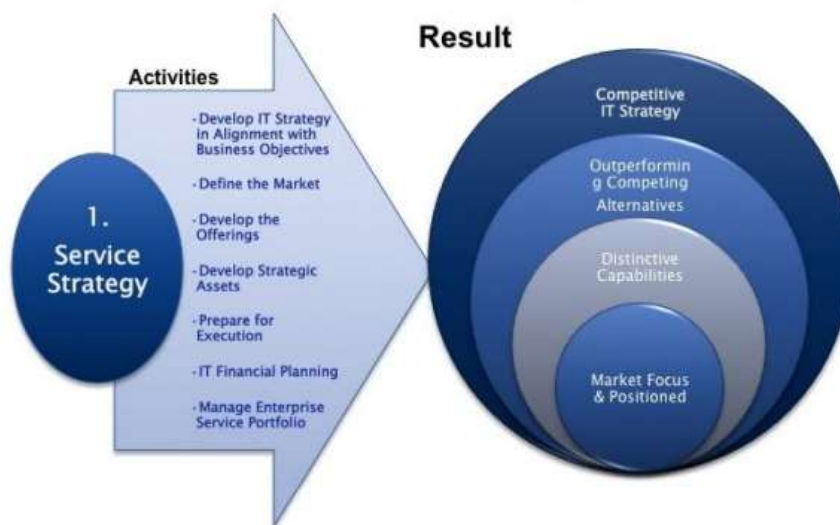 Result
Activities
1.
Service
Strategy
- Develop IT Strategy
in Alignment with
Business Objectives
- Define the Market
- Develop the
Offerings
- Develop Strategic
Assets
- Prepare for
Execution
- IT Financial Planning
- Manage Enterprise
Service Portfolio
Competitive
IT Strategy
Outperformin
g Competing
Alternatives
Distinctive
Capabilities
Market Focus
& Positioned